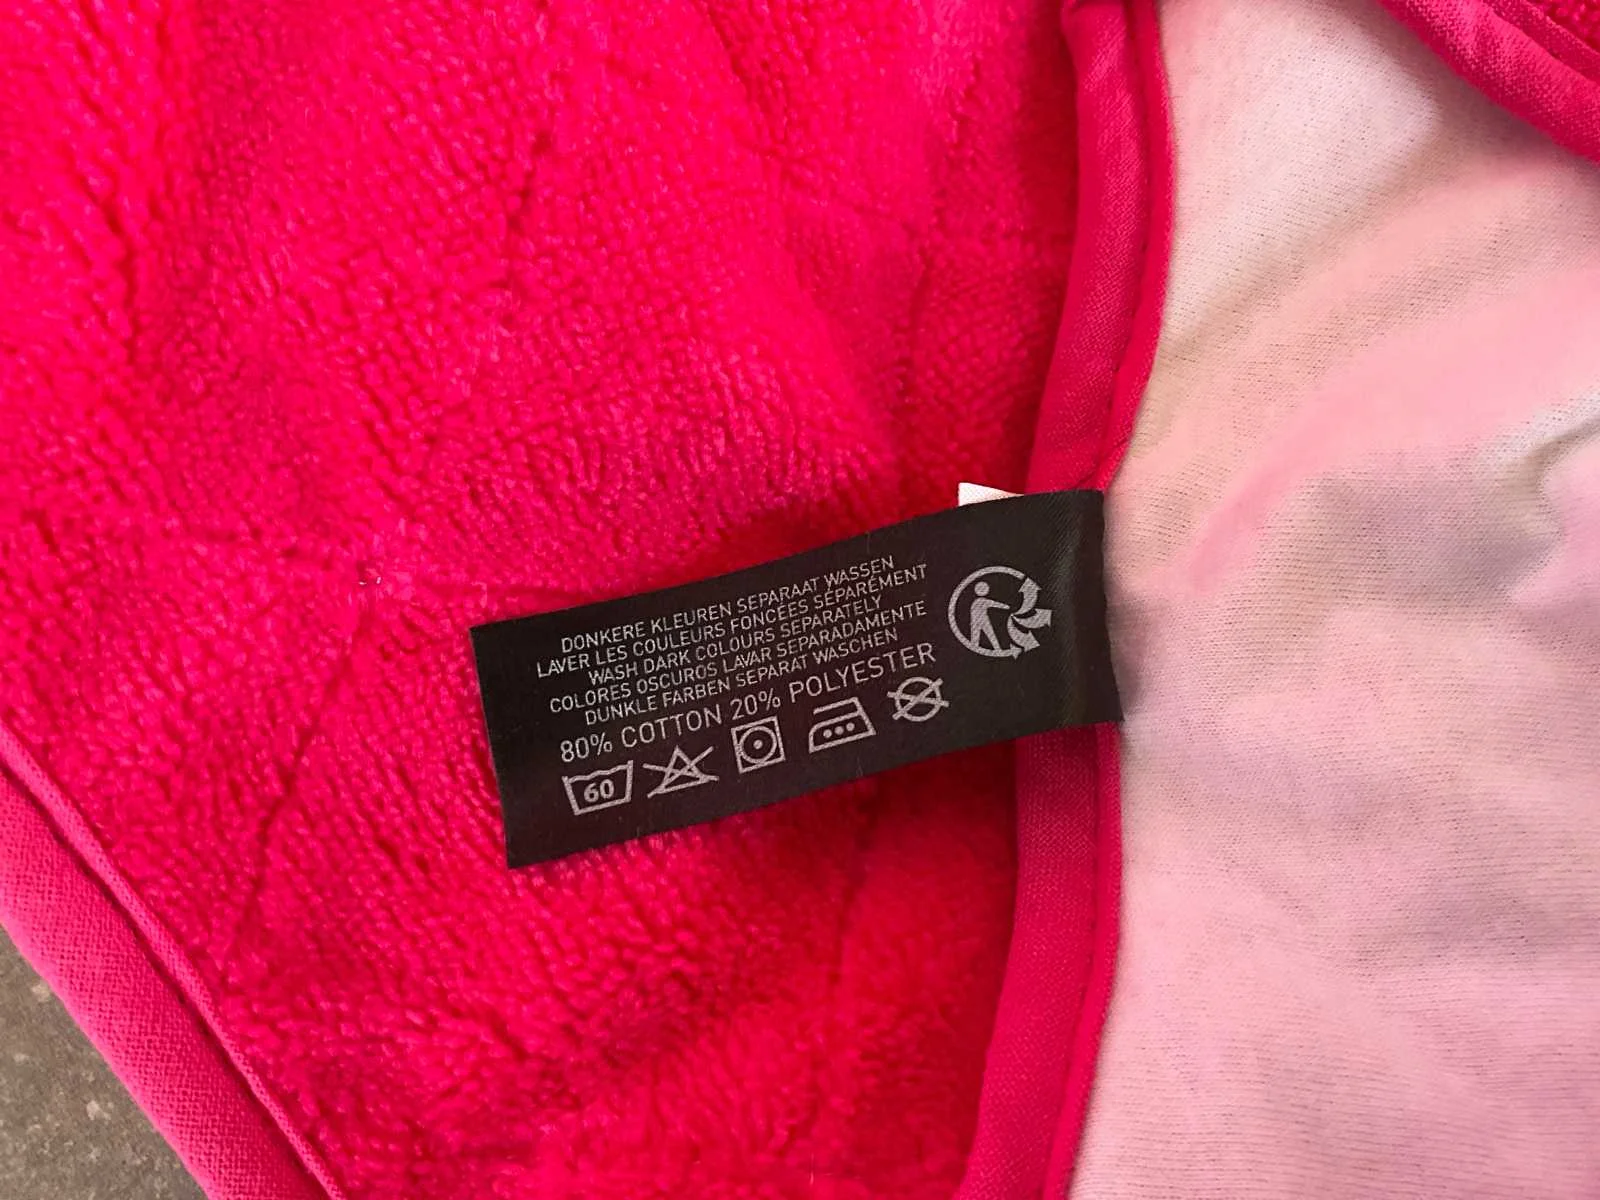 DONKERE KLEUREN SEPARAAT WASSEN
LAVER LES COULEURS FONCÉES SÉPARÉMENT
WASH DARK COLOURS SEPARATELY
COLORES OSCUROS LAVAR SEPARADAMENTE
DUNKLE FARBEN SEPARAT WASCHEN
80% COTTON 20% POLYESTER
60